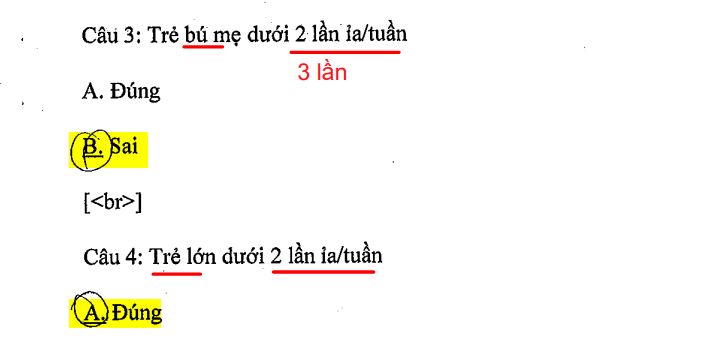 Câu 3: Trẻ bú mẹ dưới 2 lần ỉa/tuần
3 lần
A. Đúng
B. Sai
[<br>]
Câu 4: Trẻ lớn dưới 2 lần ỉa/tuần
A. Đúng